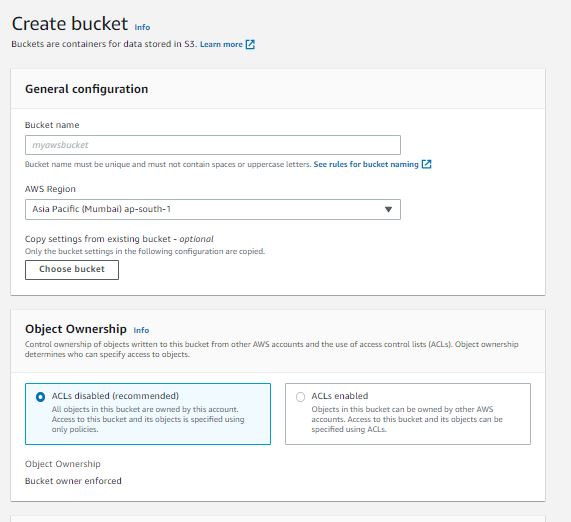 Create bucket Info
Buckets are containers for data stored in S3. Learn more
General configuration
Bucket name
myawsbucket
Bucket name must be unique and must not contain spaces or uppercase letters. See rules for bucket naming
AWS Region
Asia Pacific (Mumbai) ap-south-1
Copy settings from existing bucket - optional
Only the bucket settings in the following configuration are copied.
Choose bucket
Object Ownership Info
Control ownership of objects written to this bucket from other AWS accounts and the use of access control lists (ACLs). Object ownership
determines who can specify access to objects.
ACLs disabled (recommended)
All objects in this bucket are owned by this account.
Access to this bucket and its objects is specified using
only policies.
ACLs enabled
Objects in this bucket can be owned by other AWS
accounts. Access to this bucket and its objects can be
specified using ACLs.
Object Ownership
Bucket owner enforced